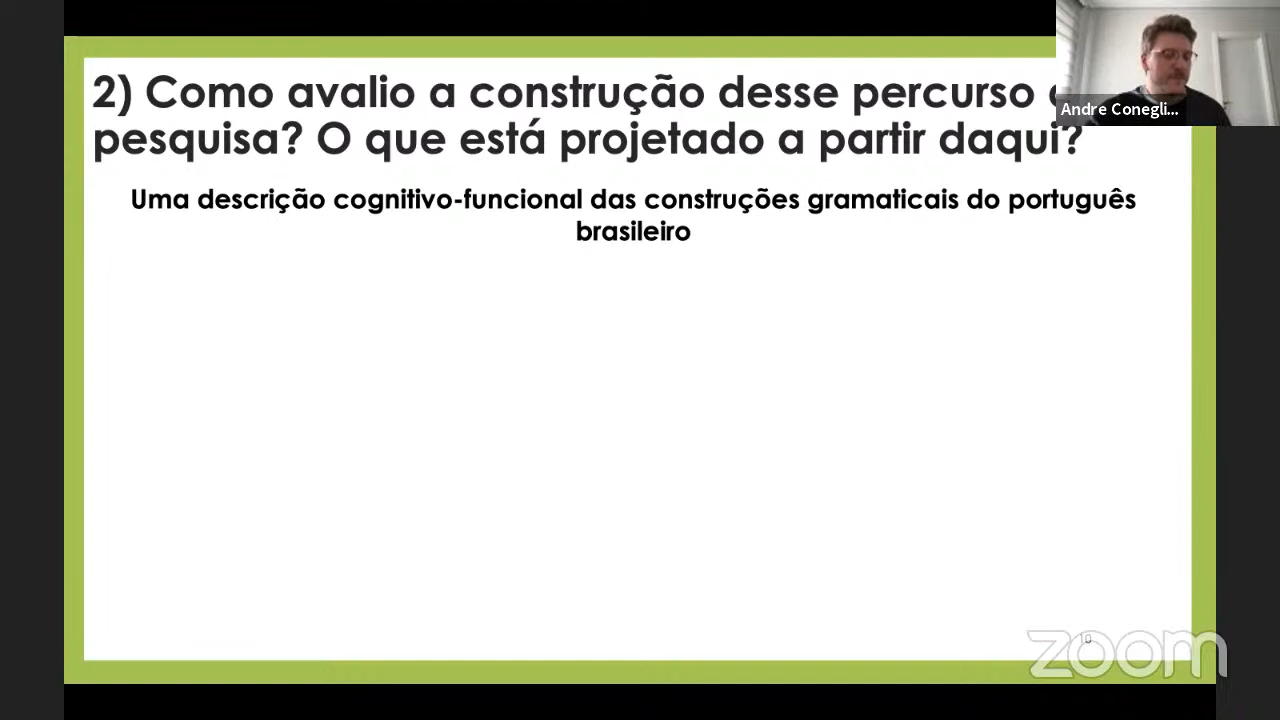 2) Como avalio a construção desse percurso
pesquisa? O que está projetado a partir daqui?
Uma descrição cognitivo-funcional das construções gramaticais do português
brasileiro
Andre Conegli...
10
zoom